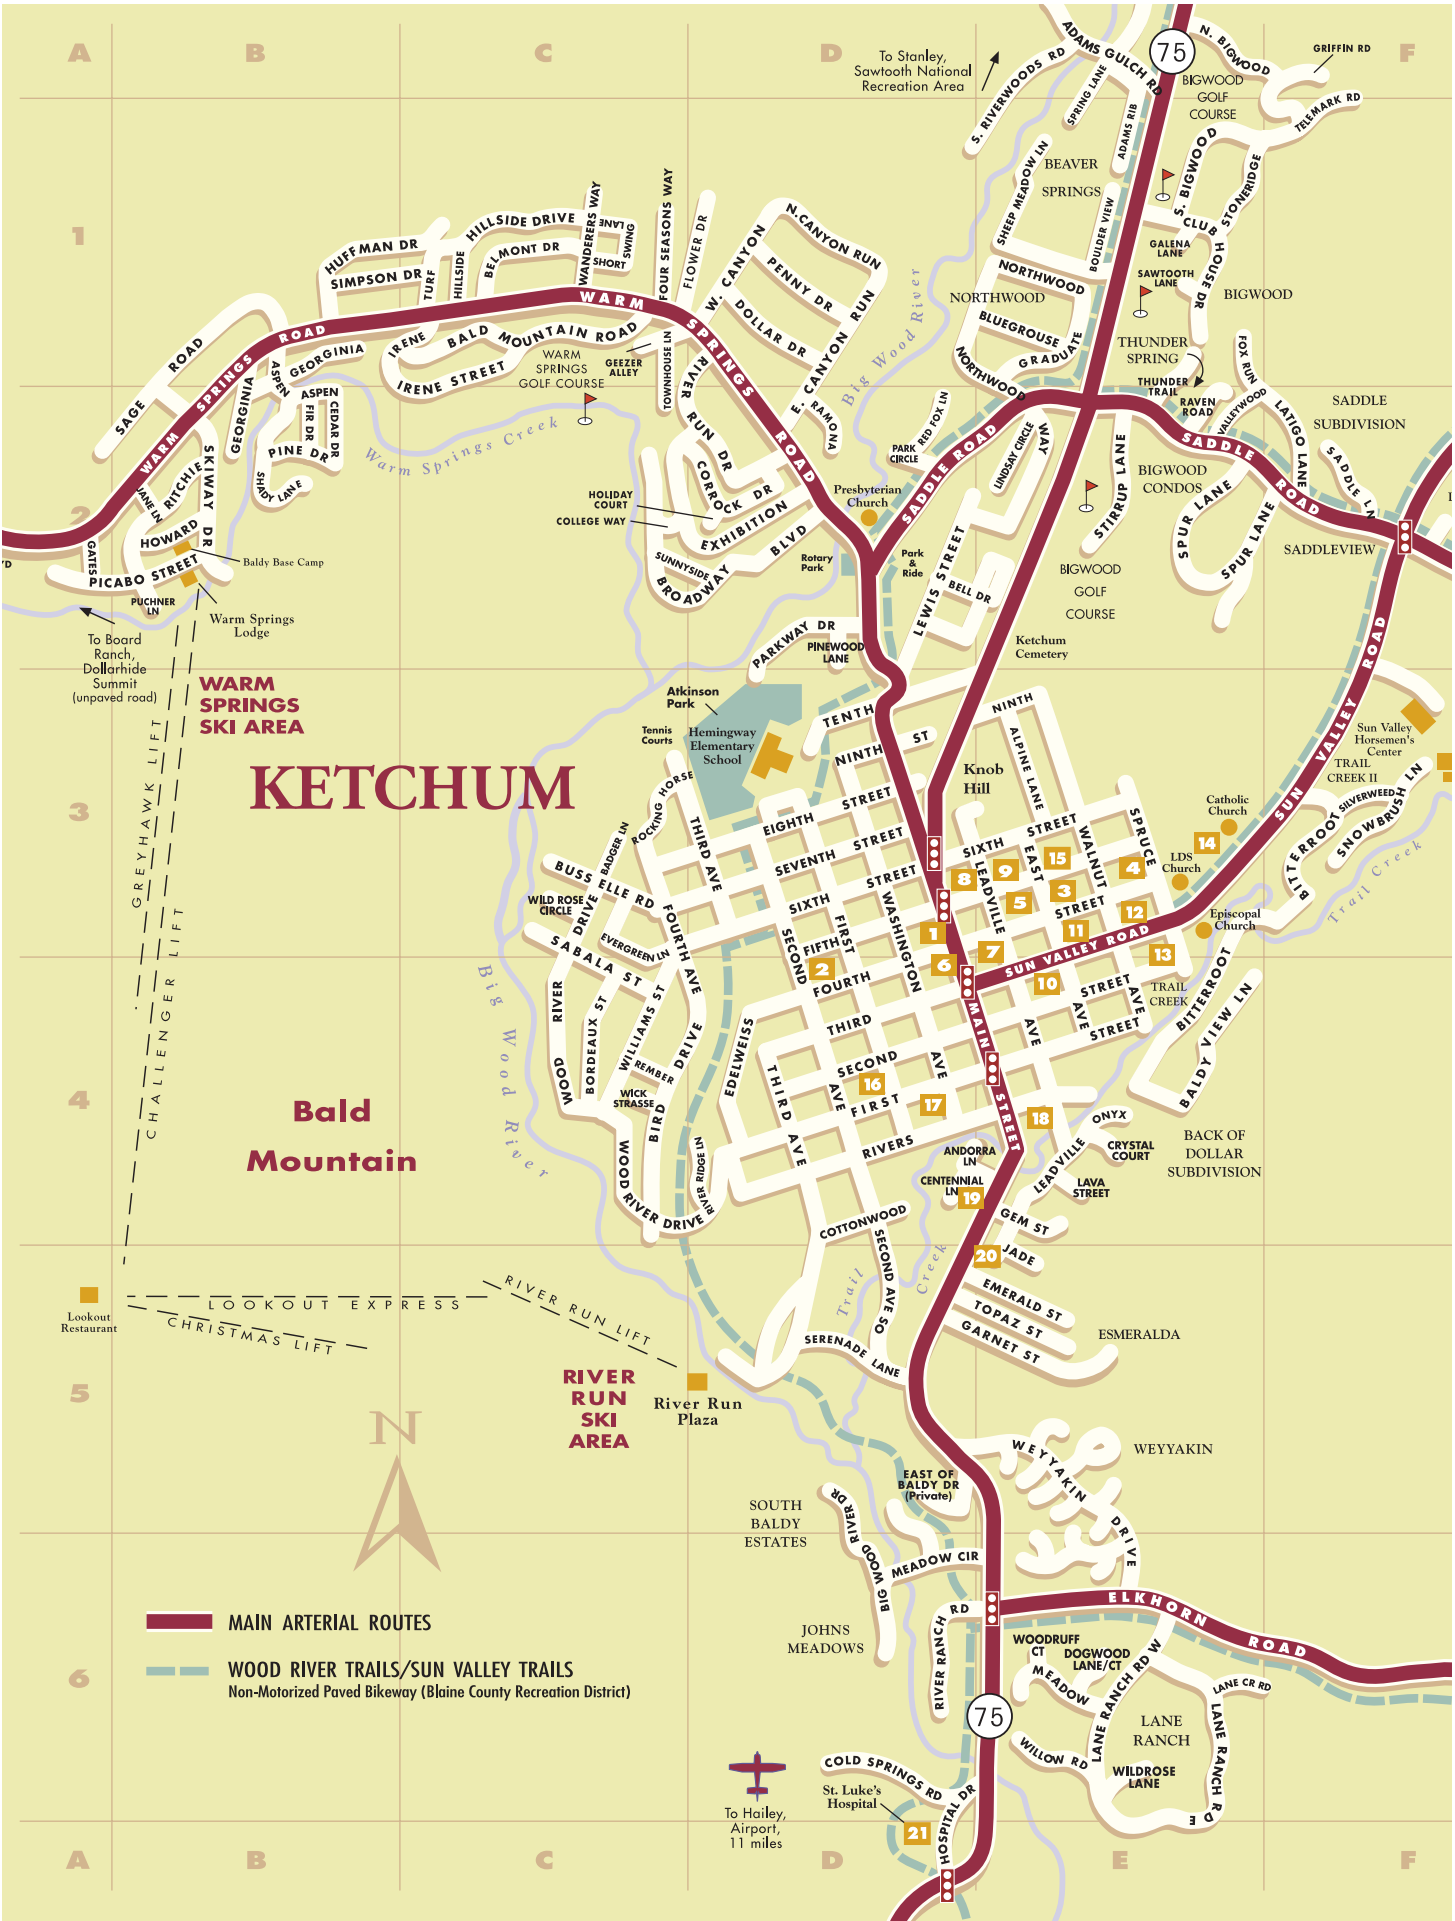 A
B
C
D
F
75
To Stanley,
Sawtooth National
Recreation Area
S. RIVERWOODS RD
ADAMS GULCH RD
SPRING LANE
ADAMS RIB
N. BIGWOOD
GRIFFIN RD
BIGWOOD
GOLF
COURSE
TELEMARK RD
S. BIGWOOD
STONERIDGE
CLUB HOUSE DR
BEAVER
SPRINGS
SHEEP MEADOW LN
BOULDER VIEW
GALENA
LANE
SAWTOOTH
LANE
BIGWOOD
1
HUFFMAN DR
SIMPSON DR
TURF
HILLSIDE
HILLSIDE DRIVE
BELMONT DR
WANDERERS WAY
LANE
SWING
SHORT
FOUR SEASONS WAY
FLOWER DR
W. CANYON
N.CANYON RUN
PENNY DR
DOLLAR DR
E. CANYON RUN
RAMONA
Big Wood River
NORTHWOOD
NORTHWOOD
BLUEGROUSE
GRADUATE
NORTHWOOD
THUNDER
SPRING
THUNDER
TRAIL
RAVEN
ROAD
FOX RUN
VALLEYWOOD
LATIGO LANE
SADDLE
SUBDIVISION
SADDLE LN
WARM SPRINGS ROAD
WARM SPRINGS ROAD
SAGE ROAD
IRENE
BALD MOUNTAIN ROAD
IRENE STREET
WARM
SPRINGS
GOLF COURSE
GEEZER
ALLEY
TOWNHOUSE LN
RIVER RUN DR
GEORGINIA
GEORGINIA
ASPEN
ASPEN
FIR DR
CEDAR DR
PINE DR
SHADY LANE
Warm Springs Creek
2
SKIWAY DR
RITCHIE
JANE LN
HOWARD
GATES
PICABO STREET
PUCHNER
LN
Baldy Base Camp
Warm Springs
Lodge
To Board
Ranch,
Dollarhide
Summit
(unpaved road)
HOLIDAY
COURT
COLLEGE WAY
CORROCK DR
EXHIBITION BLVD
SUNNYSIDE
BROADWAY
PARK
CIRCLE
RED FOX LN
Presbyterian
Church
SADDLE ROAD
LINDSAY CIRCLE
WAY
Rotary
Park
Park
&
Ride
LEWIS STREET
BELL DR
STIRRUP LANE
BIGWOOD
CONDOS
SPUR LANE
SPUR LANE
SADDLE ROAD
SADDLEVIEW
BIGWOOD
GOLF
COURSE
Ketchum
Cemetery
PARKWAY DR
PINEWOOD
LANE
WARM
SPRINGS
SKI AREA
KETCHUM
GREYHAWK LIFT
CHALLENGER LIFT
3
Atkinson
Park
Tennis
Courts
Hemingway
Elementary
School
TENTH
NINTH ST
NINTH
Knob
Hill
ALPINE LANE
SUN VALLEY ROAD
Sun Valley
Horsemen's
Center
TRAIL
CREEK II
SILVERWEED
SNOWBRUSH LN
BITTERROOT
Trail Creek
Catholic
Church
14
LDS
Church
Episcopal
Church
ROCKING HORSE
BADGER LN
THIRD AVE
EIGHTH STREET
SEVENTH STREET
SIXTH STREET
SIXTH STREET
FIFTH
FOURTH
LEADVILLE
EAST
WALNUT
SPRUCE
STREET
8
9
15
4
5
3
12
11
1
6
7
2
10
13
BUSS ELLE RD
WILD ROSE
CIRCLE
DRIVE
EVERGREEN LN
SABALA ST
FOURTH AVE
SECOND
FIRST
WASHINGTON
SUN VALLEY ROAD
STREET
STREET
TRAIL
CREEK
BITTERROOT
BALDY VIEW LN
Big Wood River
4
WOOD RIVER
BORDEAUX ST
WILLIAMS ST
REMBER
WICK
STRASSE
BIRD DRIVE
EDELWEISS
THIRD AVE
AVE
AVE
AVE
AVE
AVE
THIRD
SECOND
16
FIRST
17
RIVERS
MAIN STREET
18
ONYX
CRYSTAL
COURT
LEADVILLE
LAVA
STREET
BACK OF
DOLLAR
SUBDIVISION
ANDORRA
LN
CENTENNIAL
LN
19
Bald
Mountain
WOOD RIVER DRIVE
RIVER RIDGE LN
COTTONWOOD
SECOND AVE SO
GEM ST
20
JADE
EMERALD ST
TOPAZ ST
GARNET ST
ESMERALDA
Trail Creek
SERENADE LANE
Lookout
Restaurant
LOOKOUT EXPRESS
CHRISTMAS LIFT
RIVER RUN LIFT
5
RIVER
RUN
SKI
AREA
River Run
Plaza
N
WEYYAKIN DRIVE
WEYYAKIN
EAST OF
BALDY DR
(Private)
SOUTH
BALDY
ESTATES
BIG WOOD RIVER DR
MEADOW CIR
JOHNS
MEADOWS
RIVER RANCH RD
ELKHORN ROAD
MAIN ARTERIAL ROUTES
WOOD RIVER TRAILS/SUN VALLEY TRAILS
Non-Motorized Paved Bikeway (Blaine County Recreation District)
6
WOODRUFF
CT
DOGWOOD
LANE/CT
MEADOW
LANE RANCH RD W
LANE CR RD
LANE
RANCH
LANE RANCH RD E
WILLOW RD
WILDROSE
LANE
75
To Hailey,
Airport,
11 miles
COLD SPRINGS RD
St. Luke's
Hospital
21
HOSPITAL DR
A
B
C
D
E
F